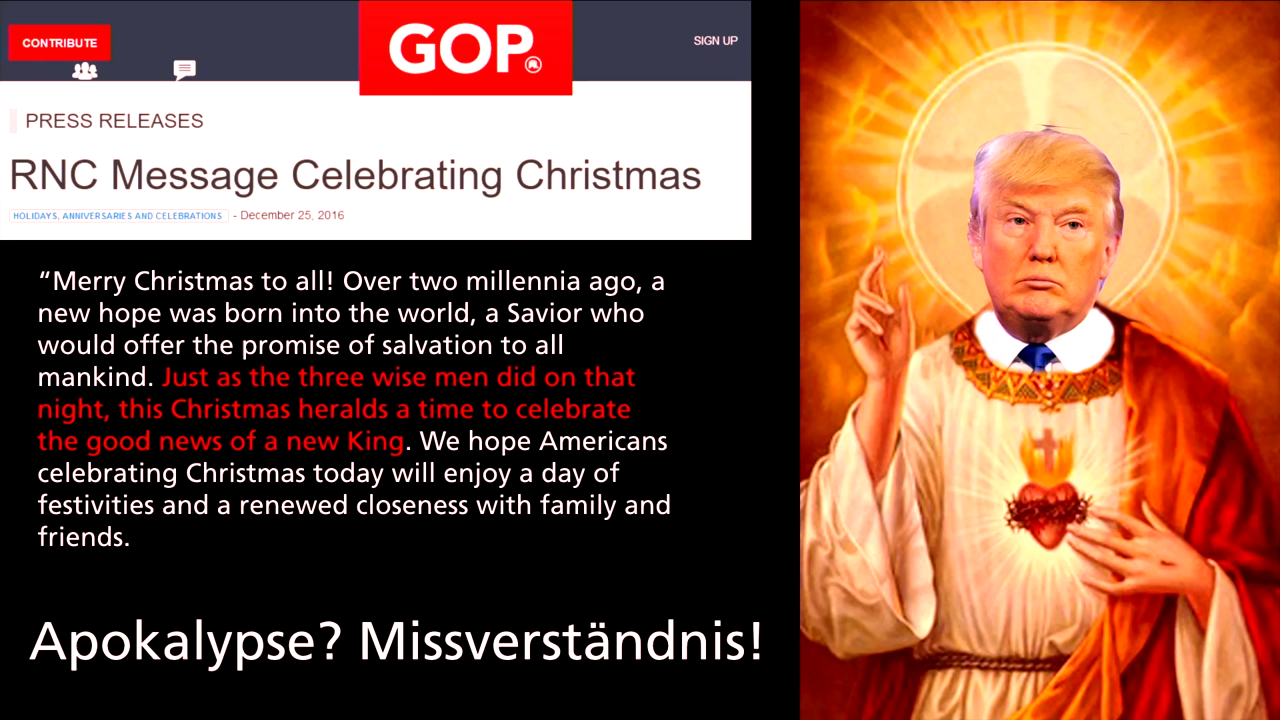 CONTRIBUTE
GOP
SIGN UP
PRESS RELEASES
RNC Message Celebrating Christmas
HOLIDAYS, ANNIVERSARIES AND CELEBRATIONS - December 25, 2016
“Merry Christmas to all! Over two millennia ago, a
new hope was born into the world, a Savior who
would offer the promise of salvation to all
mankind. Just as the three wise men did on that
night, this Christmas heralds a time to celebrate
the good news of a new King. We hope Americans
celebrating Christmas today will enjoy a day of
festivities and a renewed closeness with family and
friends.
Apokalypse? Missverständnis!